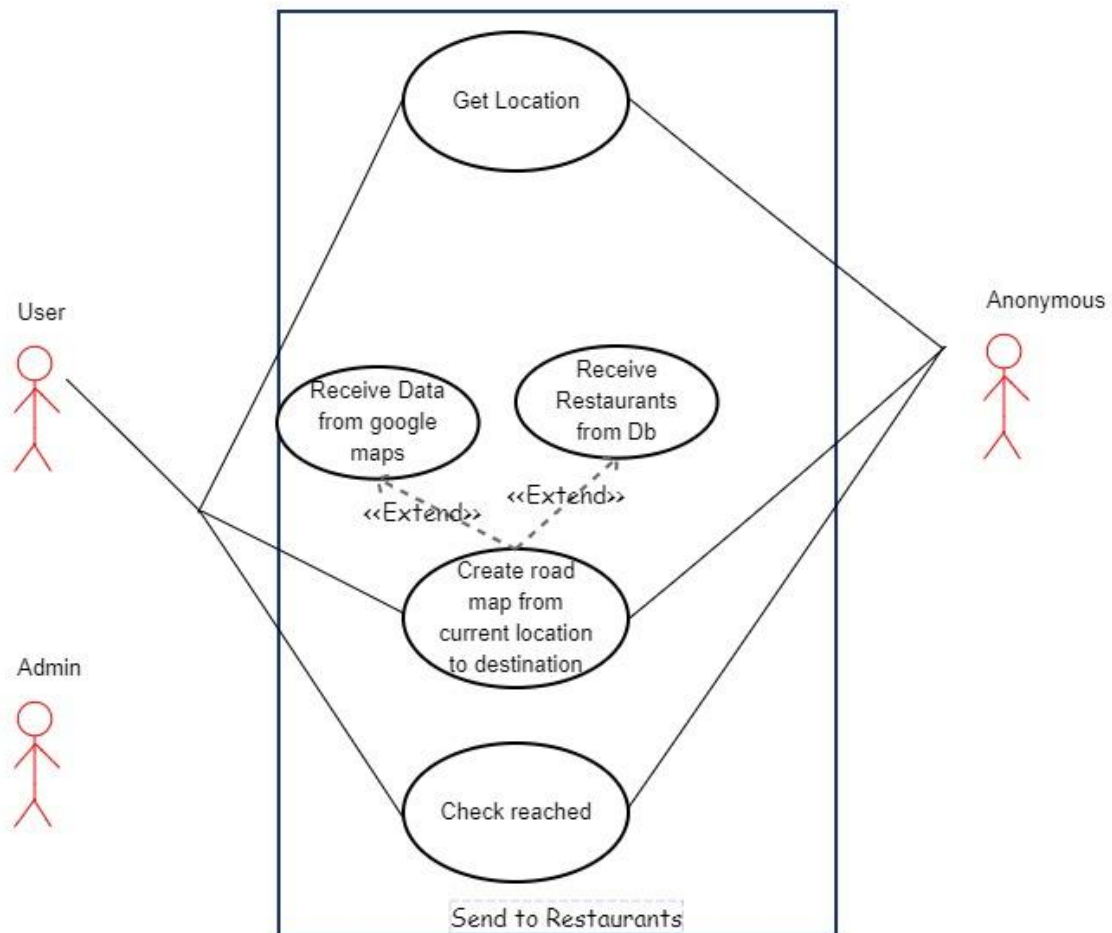 Get Location
User
Anonymous
Receive Data
from google
maps
Receive
Restaurants
from Db
<<Extend>>
<<Extend>>
Create road
map from
current location
to destination
Admin
Check reached
Send to Restaurants